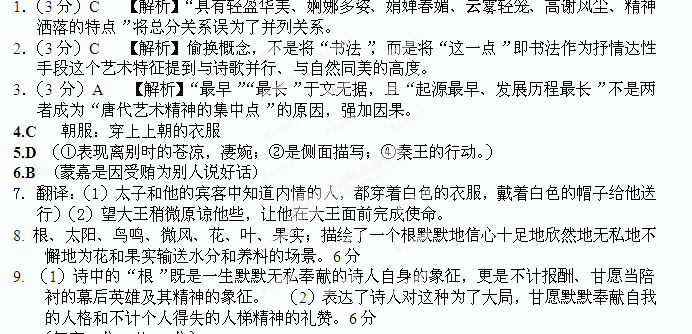 1．（3 分）C 【解析】“具有轻盈华美、婀娜多姿、娟婵春媚、云雾轻笼、高谢风尘、精神
洒落的特点 ”将总分关系误为了并列关系。
2．（3 分）C 【解析】偷换概念，不是将“书法 ”，而是将“这一点 ”即书法作为抒情达性
手段这个艺术特征提到与诗歌并行、与自然同美的高度。
3．（3 分）A 【解析】“最早 ”“最长 ”于文无据，且“起源最早、发展历程最长 ”不是两
者成为“唐代艺术精神的集中点 ”的原因，强加因果。
4.C 朝服：穿上上朝的衣服
5.D （①表现离别时的苍凉，凄婉；②是侧面描写；④秦王的行动。）
6.B （蒙嘉是因受贿为别人说好话）
7．翻译：（1）太子和他的宾客中知道内情的人，都穿着白色的衣服，戴着白色的帽子给他送
行）（2）望大王稍微原谅他些，让他在大王面前完成使命。
8. 根、太阳、鸟鸣、微风、花、叶、果实；描绘了一个根默默地信心十足地欣然地无私地不
懈地为花和果实输送水分和养料的场景。6 分
9. （1）诗中的“根 ”既是一生默默无私奉献的诗人自身的象征，更是不计报酬、甘愿当陪
衬的幕后英雄及其精神的象征。 （2）表达了诗人对这种为了大局，甘愿默默奉献自我
的人格和不计个人得失的人梯精神的礼赞。6 分